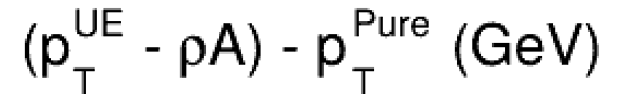 (p_T^UE - ρA) - p_T^Pure (GeV)